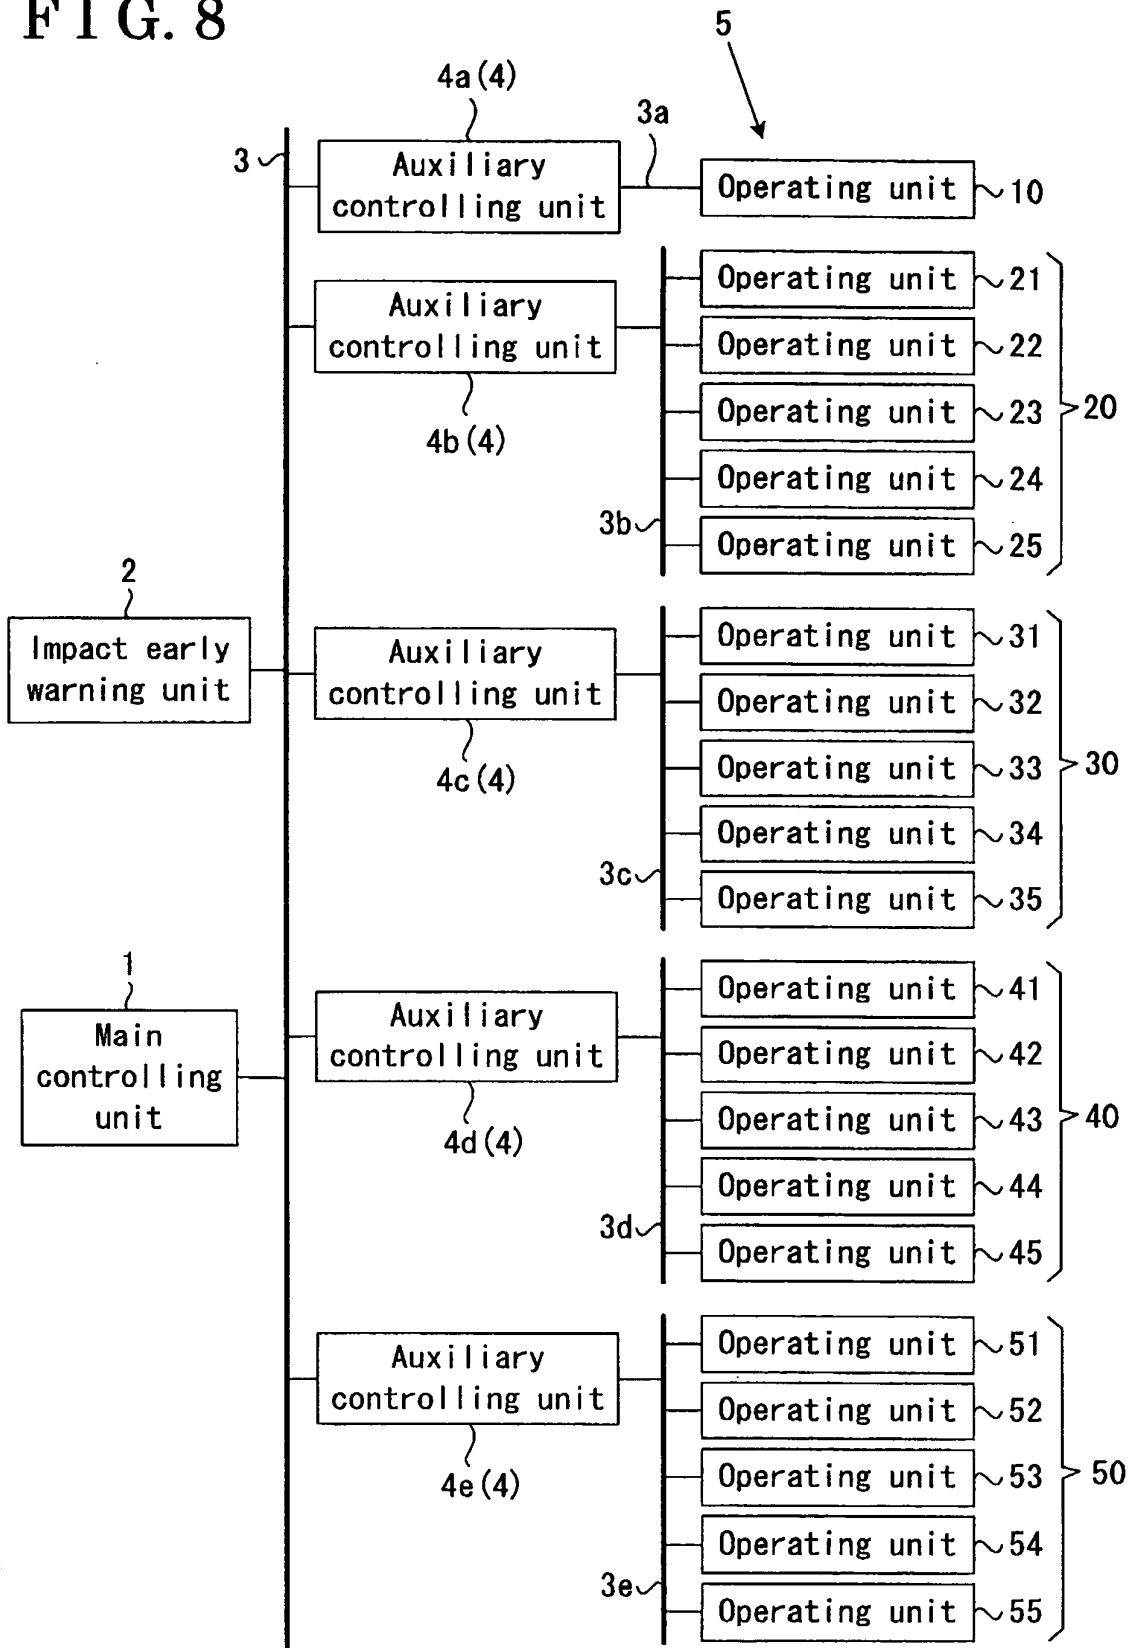 FIG. 8
5
4a(4)
3a
3
Auxiliary
controlling unit
Operating unit
10
Auxiliary
controlling unit
4b(4)
Operating unit
21
Operating unit
22
Operating unit
23
Operating unit
24
Operating unit
25
20
3b
2
Impact early
warning unit
Auxiliary
controlling unit
4c(4)
Operating unit
31
Operating unit
32
Operating unit
33
Operating unit
34
Operating unit
35
30
3c
1
Main
controlling
unit
Auxiliary
controlling unit
4d(4)
Operating unit
41
Operating unit
42
Operating unit
43
Operating unit
44
Operating unit
45
40
3d
Auxiliary
controlling unit
4e(4)
Operating unit
51
Operating unit
52
Operating unit
53
Operating unit
54
Operating unit
55
50
3e